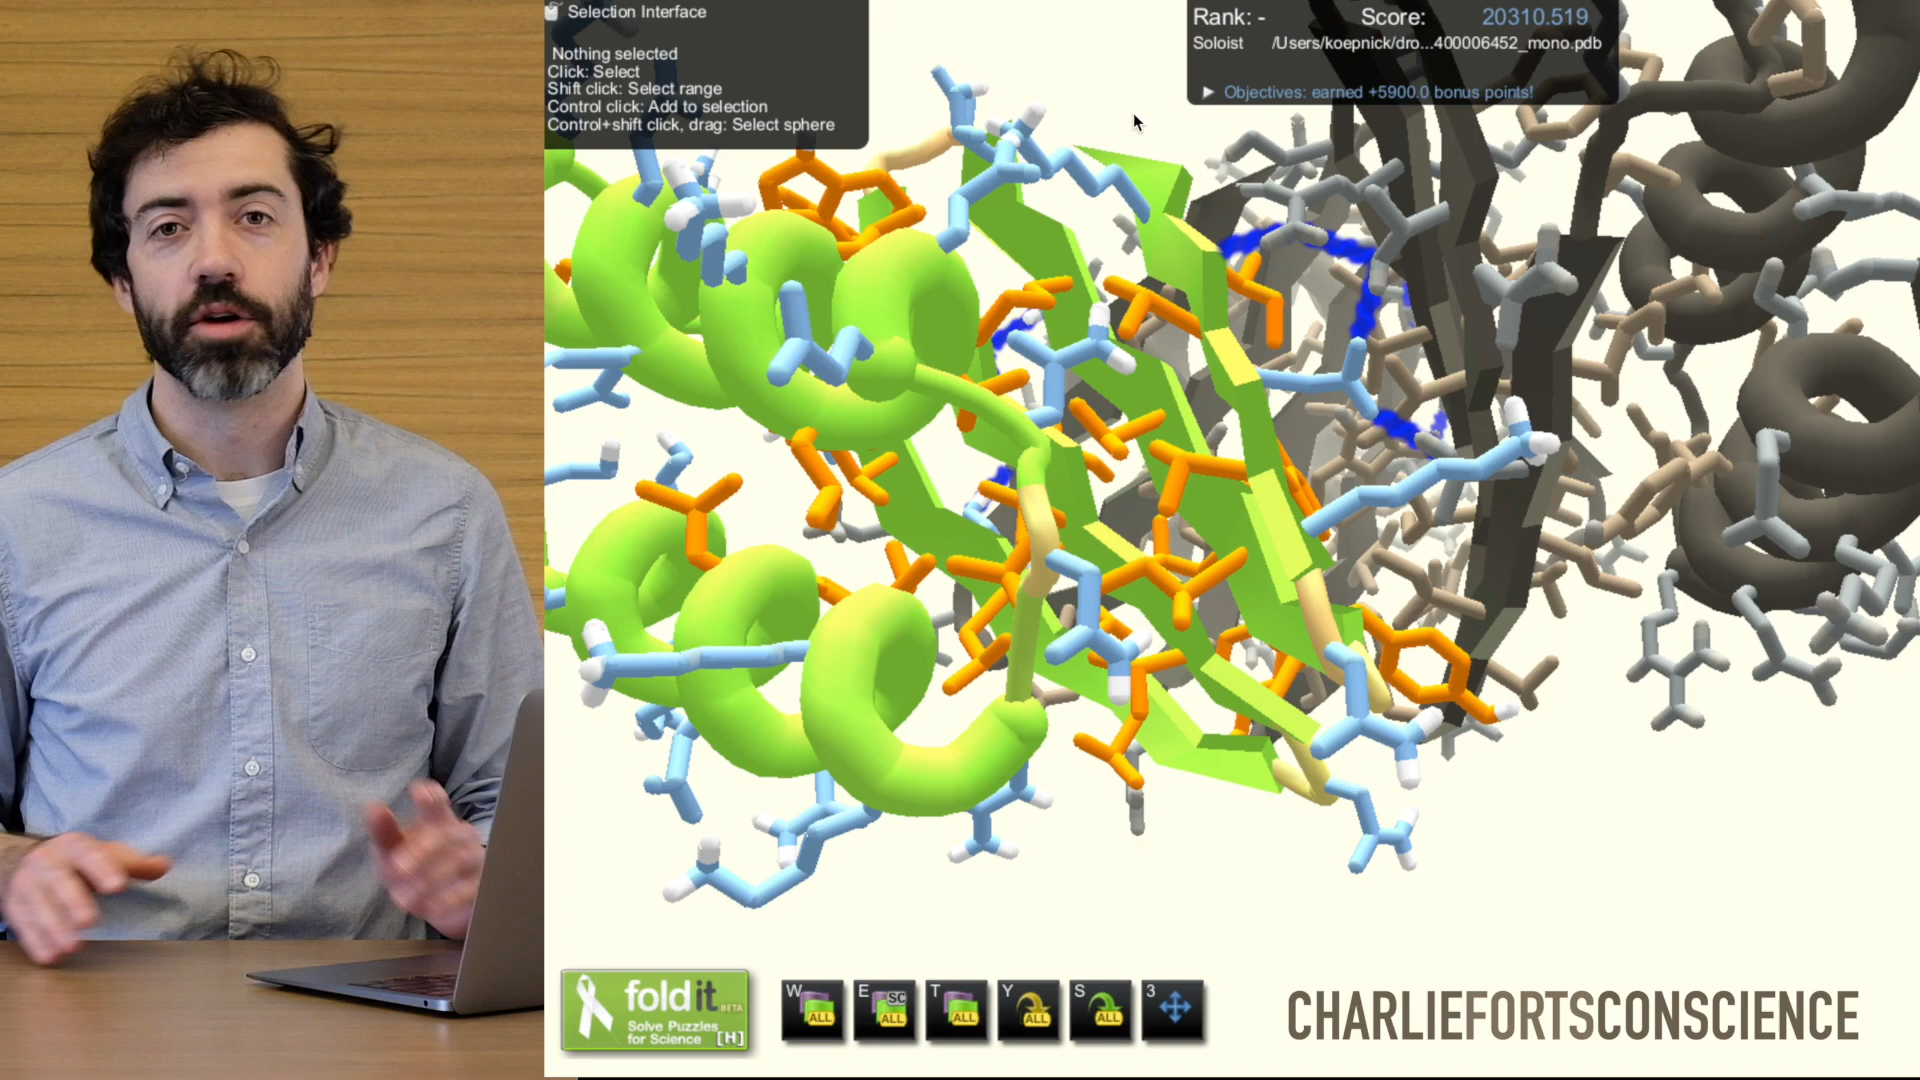 Selection Interface
Nothing selected
Click: Select
Shift click: Select range
Control click: Add to selection
Control+shift click, drag: Select sphere
Rank: - Score: 20310.519
Soloist /Users/koepnick/dro...400006452_mono.pdb
▶ Objectives: earned +5900.0 bonus points!
foldit BETA
Solve Puzzles
for Science [H]
W ALL
E SC ALL
T ALL
Y ALL
S ALL
3
CHARLIEFORTSCONSCIENCE